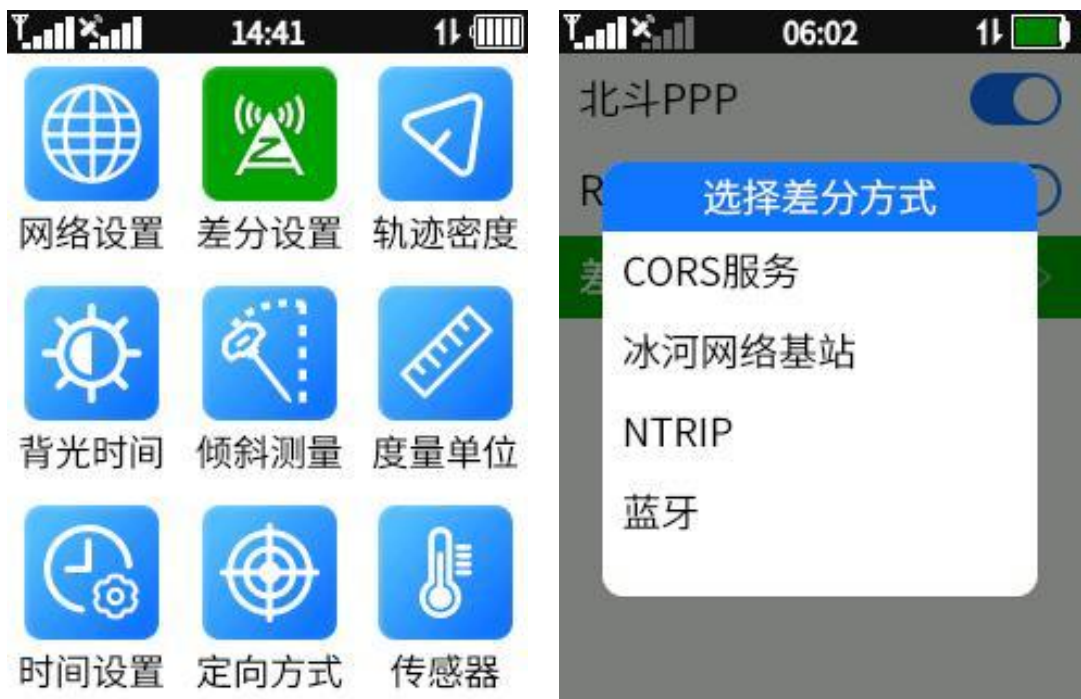 14:41
网络设置 差分设置 轨迹密度
背光时间 倾斜测量 度量单位
时间设置 定向方式 传感器
06:02
北斗PPP
R
选择差分方式
差
CORS服务
冰河网络基站
NTRIP
蓝牙